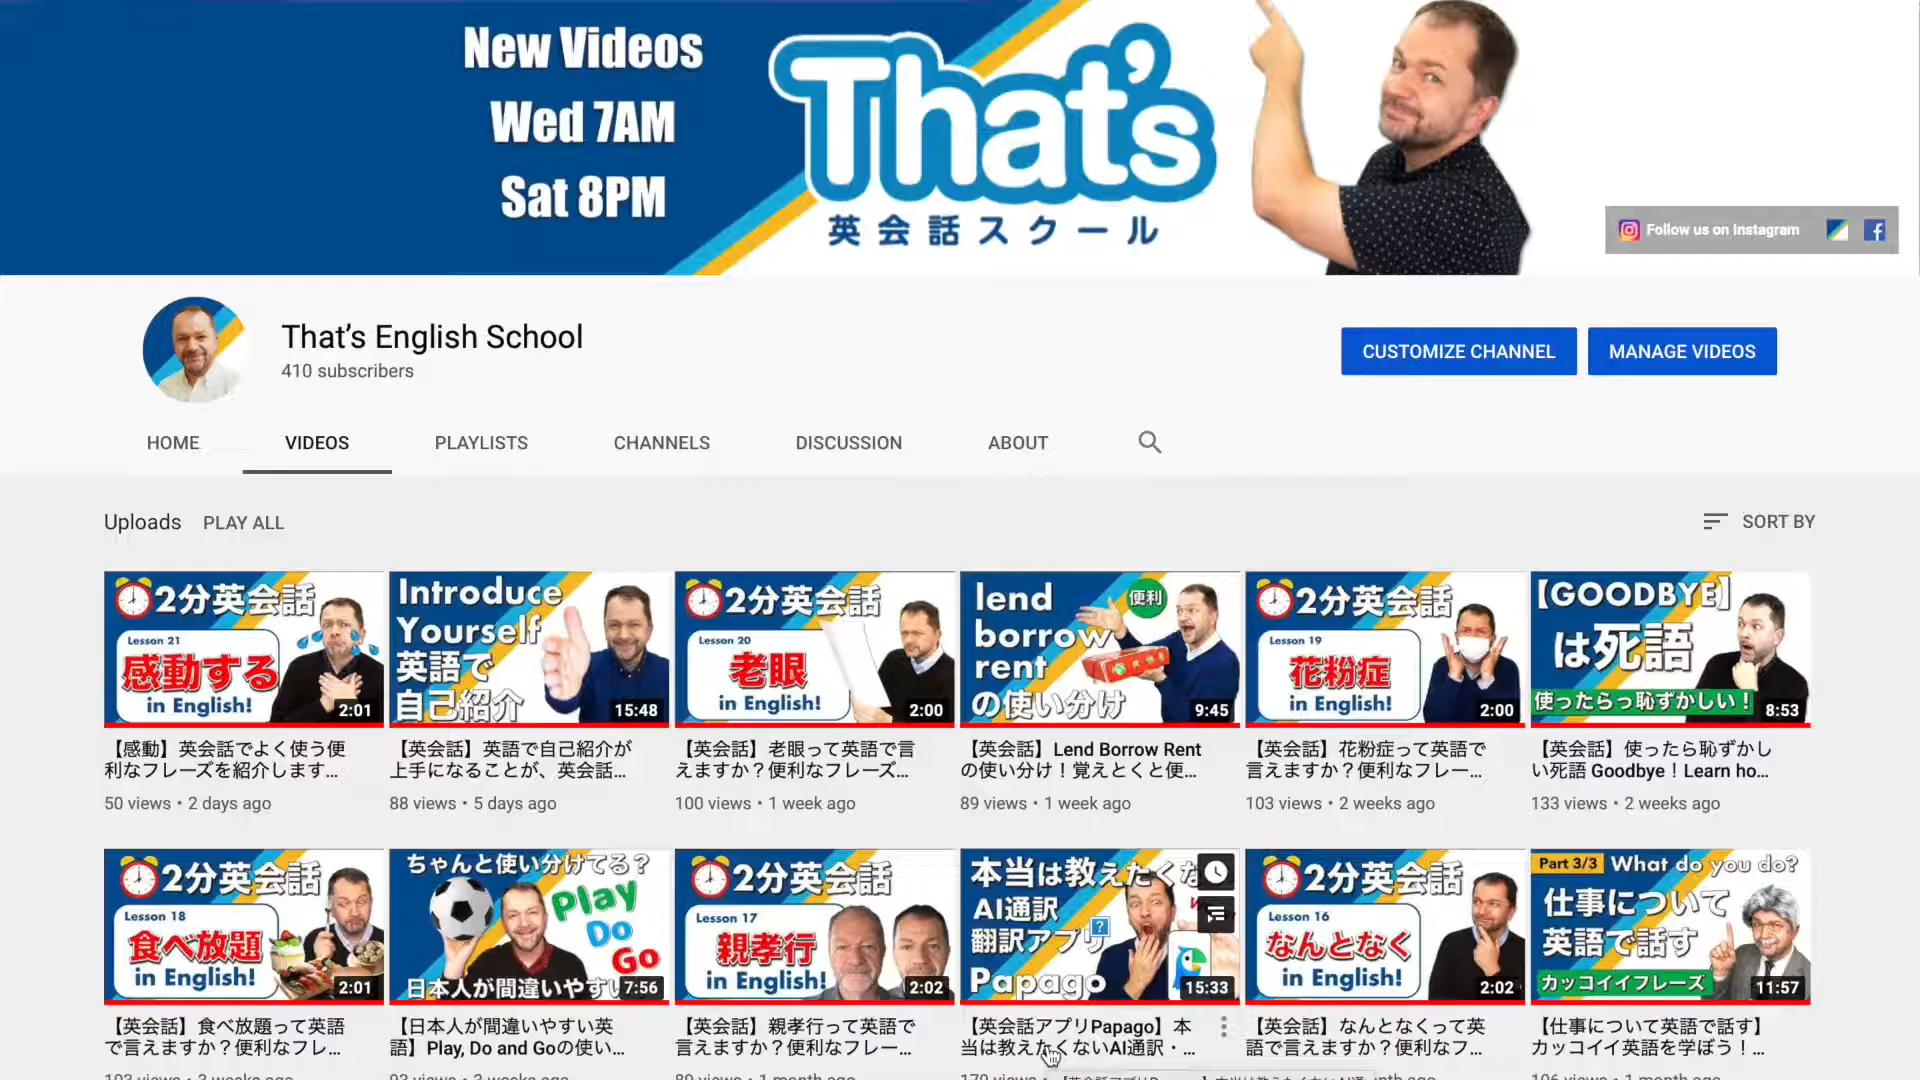 New Videos
Wed 7AM
Sat 8PM
That's
英会話スクール
Follow us on Instagram
That's English School
410 subscribers
CUSTOMIZE CHANNEL
MANAGE VIDEOS
HOME
VIDEOS
PLAYLISTS
CHANNELS
DISCUSSION
ABOUT
Uploads
PLAY ALL
SORT BY
2分英会話
Lesson 21
感動する
in English!
2:01
【感動】英会話でよく使う便
利なフレーズを紹介します...
50 views • 2 days ago
Introduce
Yourself
英語で
自己紹介
15:48
【英会話】英語で自己紹介が
上手になることが、英会話...
88 views • 5 days ago
2分英会話
Lesson 20
老眼
in English!
2:00
【英会話】老眼って英語で言
えますか？便利なフレーズ...
100 views • 1 week ago
lend
borrow
rent
の使い分け
便利
9:45
【英会話】Lend Borrow Rent
の使い分け！覚えとくと便...
89 views • 1 week ago
2分英会話
Lesson 19
花粉症
in English!
2:00
【英会話】花粉症って英語で
言えますか？便利なフレー...
103 views • 2 weeks ago
【GOODBYE】
は死語
使ったらっ恥ずかしい！
8:53
【英会話】使ったら恥ずかし
い死語 Goodbye！Learn ho...
133 views • 2 weeks ago
2分英会話
Lesson 18
食べ放題
in English!
2:01
【英会話】食べ放題って英語
で言えますか？便利なフレ...
ちゃんと使い分けてる？
Play
Do
Go
日本人が間違いやすい
7:56
【日本人が間違いやすい英
語】Play, Do and Goの使い...
2分英会話
Lesson 17
親孝行
in English!
2:02
【英会話】親孝行って英語で
言えますか？便利なフレー...
本当は教えたくな
AI通訳
翻訳アプリ
Papago
15:33
【英会話アプリPapago】本
当は教えたくないAI通訳・...
2分英会話
Lesson 16
なんとなく
in English!
2:02
【英会話】なんとなくって英
語で言えますか？便利なフ...
Part 3/3 What do you do?
仕事について
英語で話す
カッコイイフレーズ
11:57
【仕事について英語で話す】
カッコイイ英語を学ぼう！...